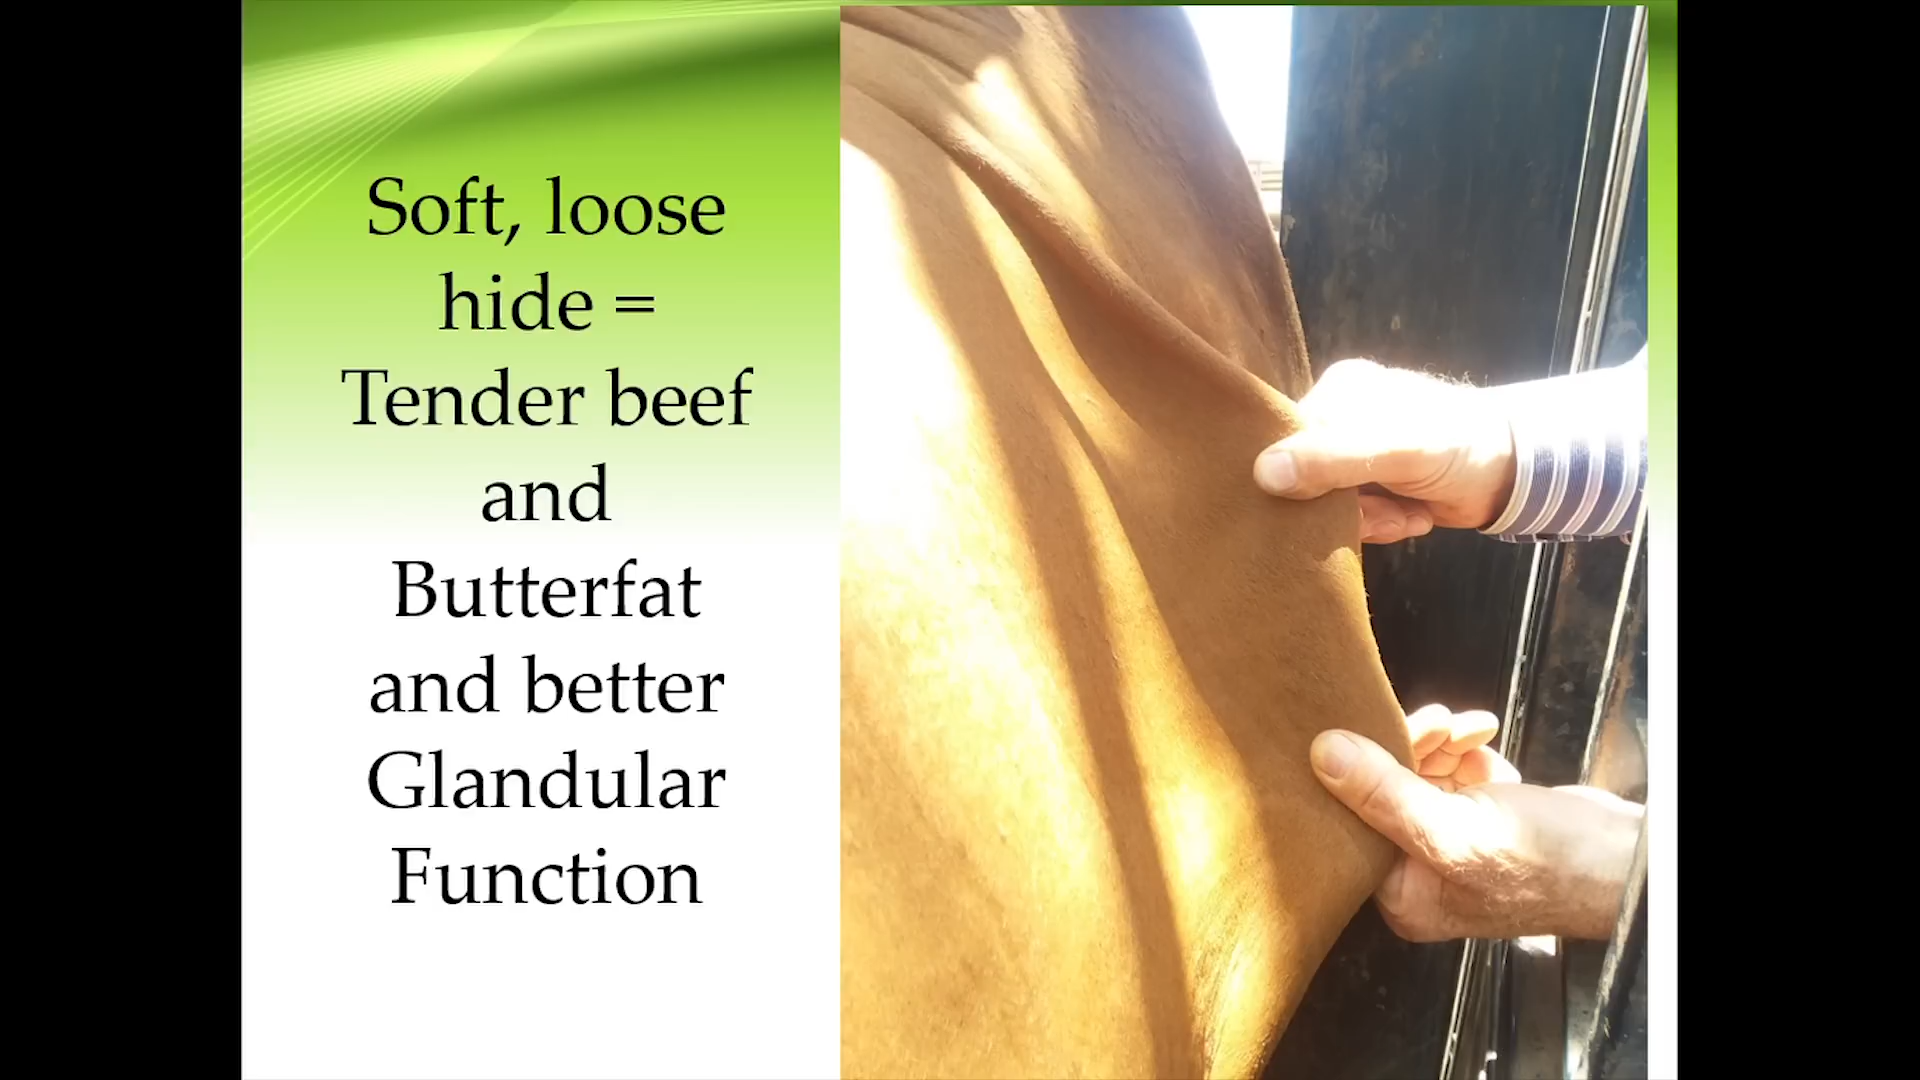 Soft, loose
hide =
Tender beef
and
Butterfat
and better
Glandular
Function